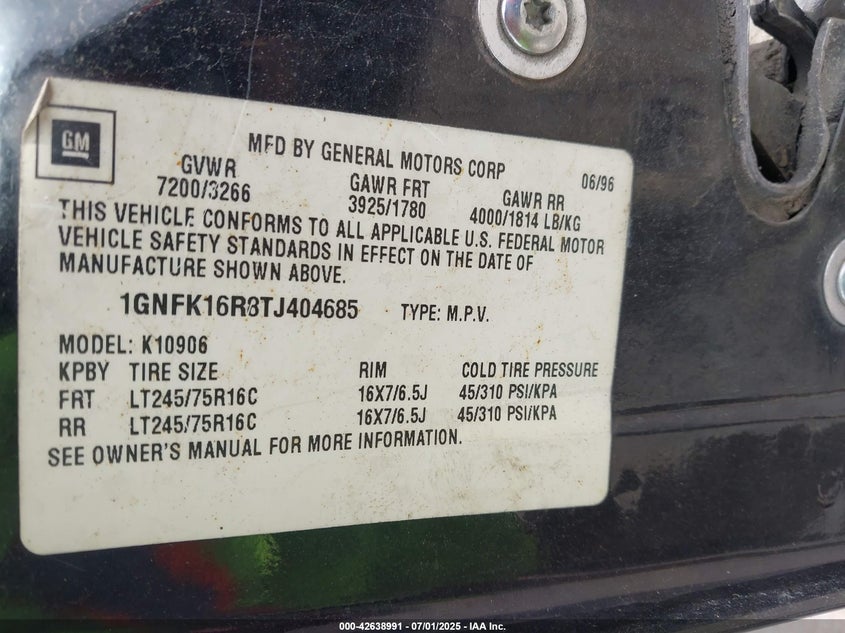 GM
MFD BY GENERAL MOTORS CORP 06/96
GVWR GAWR FRT GAWR RR
7200/3266 3925/1780 4000/1814 LB/KG
THIS VEHICLE CONFORMS TO ALL APPLICABLE U.S. FEDERAL MOTOR
VEHICLE SAFETY STANDARDS IN EFFECT ON THE DATE OF
MANUFACTURE SHOWN ABOVE.
1GNFK16R8TJ404685 TYPE: M.P.V.
MODEL: K10906
KPBY TIRE SIZE RIM COLD TIRE PRESSURE
FRT LT245/75R16C 16X7/6.5J 45/310 PSI/KPA
RR LT245/75R16C 16X7/6.5J 45/310 PSI/KPA
SEE OWNER'S MANUAL FOR MORE INFORMATION.
000-42638991 - 07/01/2025 - IAA Inc.